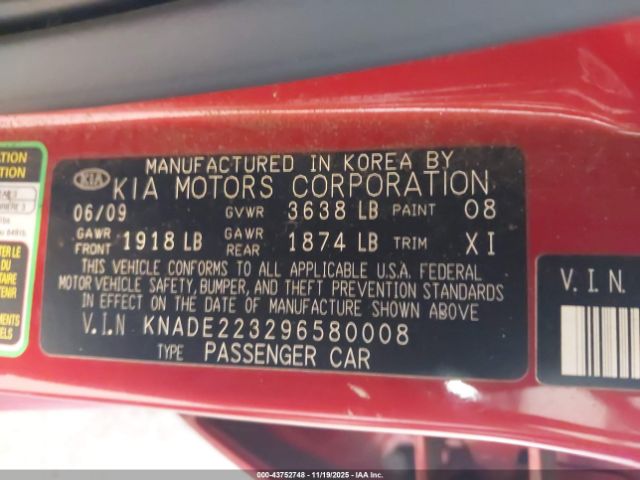 MANUFACTURED IN KOREA BY
KIA KIA MOTORS CORPORATION
06/09 GVWR 3638 LB PAINT 08
GAWR FRONT 1918 LB GAWR REAR 1874 LB TRIM XI
THIS VEHICLE CONFORMS TO ALL APPLICABLE U.S.A. FEDERAL
MOTOR VEHICLE SAFETY, BUMPER, AND THEFT PREVENTION STANDARDS
IN EFFECT ON THE DATE OF MANUFACTURE SHOWN ABOVE
V.I.N KNADE223296580008
TYPE PASSENGER CAR
V.I.N.
000-43752748 - 11/19/2025 - IAA Inc.